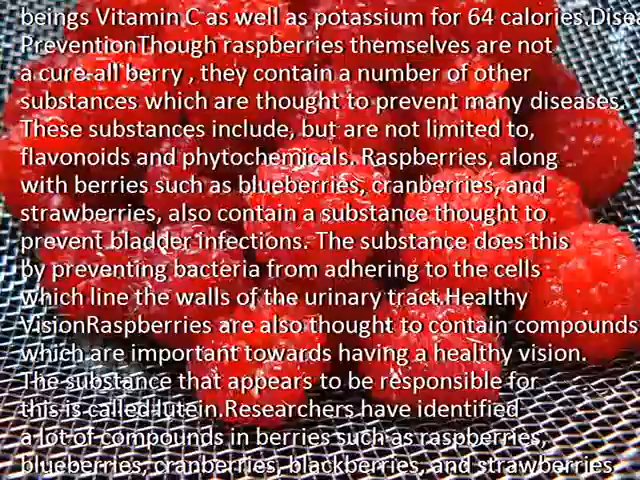 beings Vitamin C as well as potassium for 64 calories.Dise
PreventionThough raspberries themselves are not
a cure-all berry , they contain a number of other
substances which are thought to prevent many diseases.
These substances include, but are not limited to,
flavonoids and phytochemicals. Raspberries, along
with berries such as blueberries, cranberries, and
strawberries, also contain a substance thought to
prevent bladder infections. The substance does this
by preventing bacteria from adhering to the cells
which line the walls of the urinary tract.Healthy
VisionRaspberries are also thought to contain compounds
which are important towards having a healthy vision.
The substance that appears to be responsible for
this is called lutein.Researchers have identified
a lot of compounds in berries such as raspberries,
blueberries, cranberries, blackberries, and strawberries